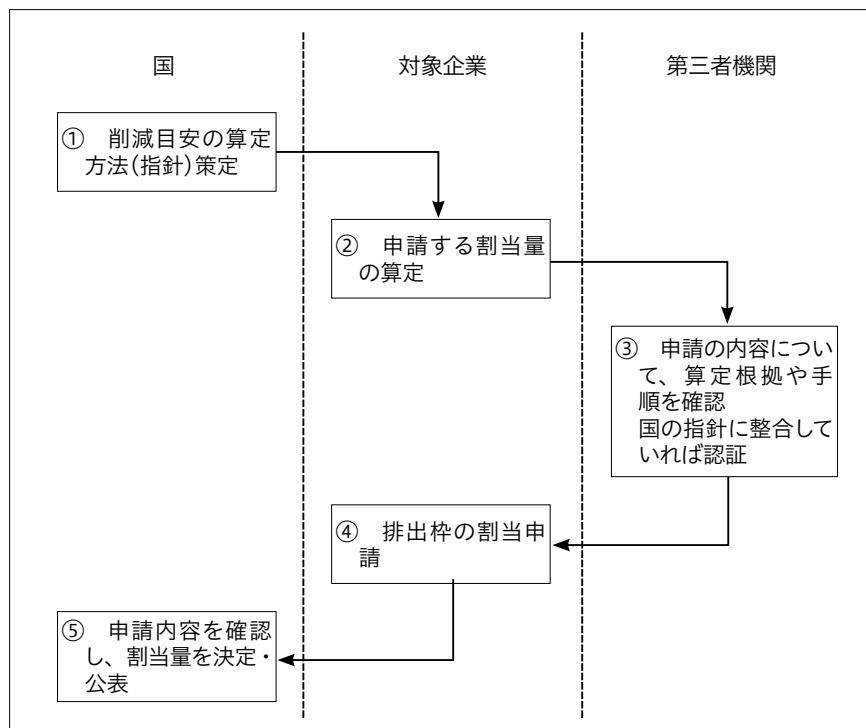 国
対象企業
第三者機関
① 削減目安の算定
方法(指針)策定
② 申請する割当量
の算定
③ 申請の内容につい
て、算定根拠や手
順を確認
国の指針に整合して
いれば認証
④ 排出枠の割当申
請
⑤ 申請内容を確認
し、割当量を決定・
公表